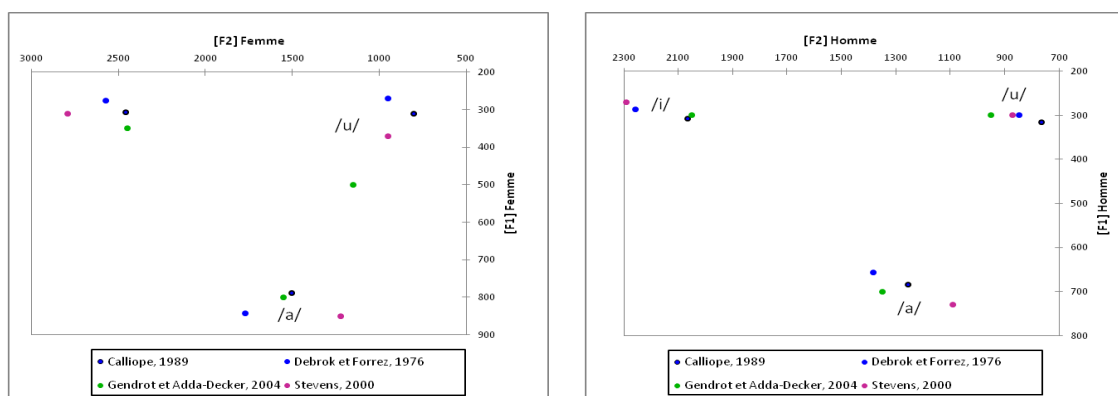 [F2] Femme
3000 2500 2000 1500 1000 500
200
300
/u/
400
500
600
700
800
/a/
900
[F1] Femme
Calliope, 1989 Debrok et Forrez, 1976
Gendrot et Adda-Decker, 2004 Stevens, 2000
[F2] Homme
2300 2100 1900 1700 1500 1300 1100 900 700
200
/i/ /u/
300
400
500
600
700
/a/
800
[F1] Homme
Calliope, 1989 Debrok et Forrez, 1976
Gendrot et Adda-Decker, 2004 Stevens, 2000